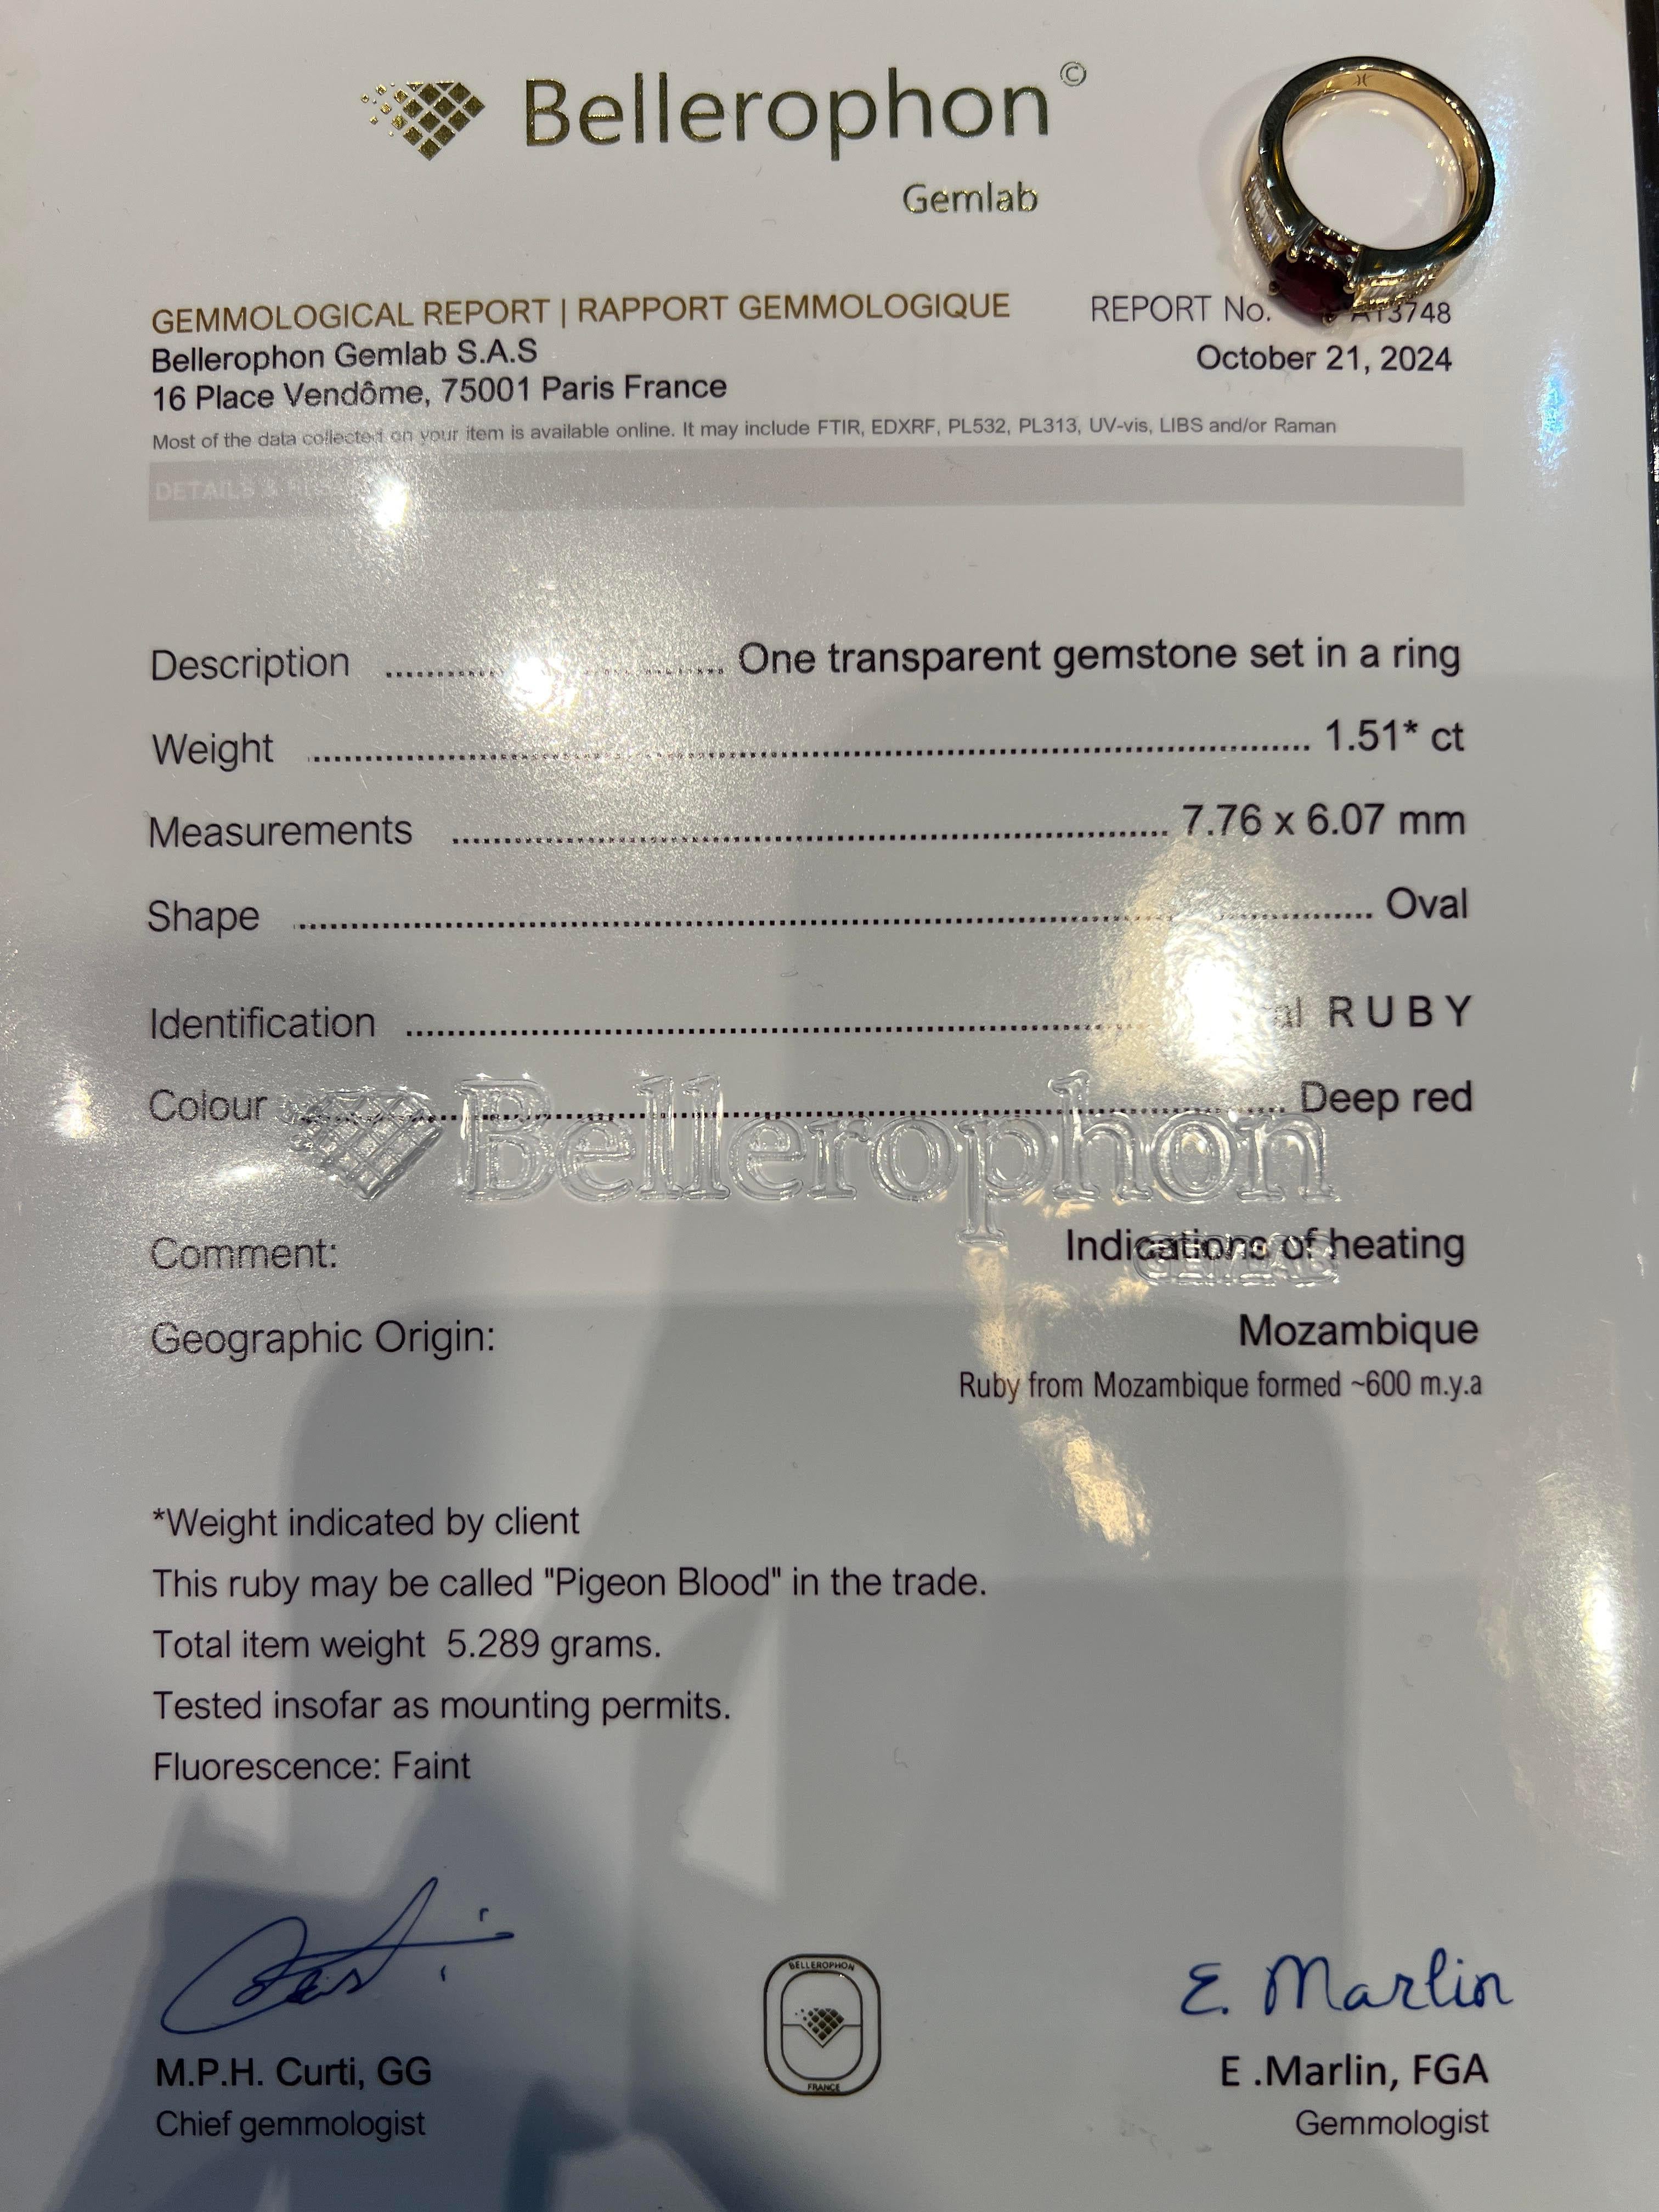 Bellerophon©
Gemlab
GEMMOLOGICAL REPORT | RAPPORT GEMMOLOGIQUE
REPORT No. A13748
Bellerophon Gemlab S.A.S
October 21, 2024
16 Place Vendôme, 75001 Paris France
Most of the data collected on your item is available online. It may include FTIR, EDXRF, PL532, PL313, UV-vis, LIBS and/or Raman
DETAILS &
Description One transparent gemstone set in a ring
Weight 1.51* ct
Measurements 7.76 x 6.07 mm
Shape Oval
Identification RUBY
Colour Deep red
Bellerophon
GEMLAB
Comment: Indications of heating
Geographic Origin: Mozambique
Ruby from Mozambique formed ~600 m.y.a
*Weight indicated by client
This ruby may be called "Pigeon Blood" in the trade.
Total item weight 5.289 grams.
Tested insofar as mounting permits.
Fluorescence: Faint
E. Marlin
BELLEROPHON
FRANCE
M.P.H. Curti, GG
E .Marlin, FGA
Chief gemmologist
Gemmologist